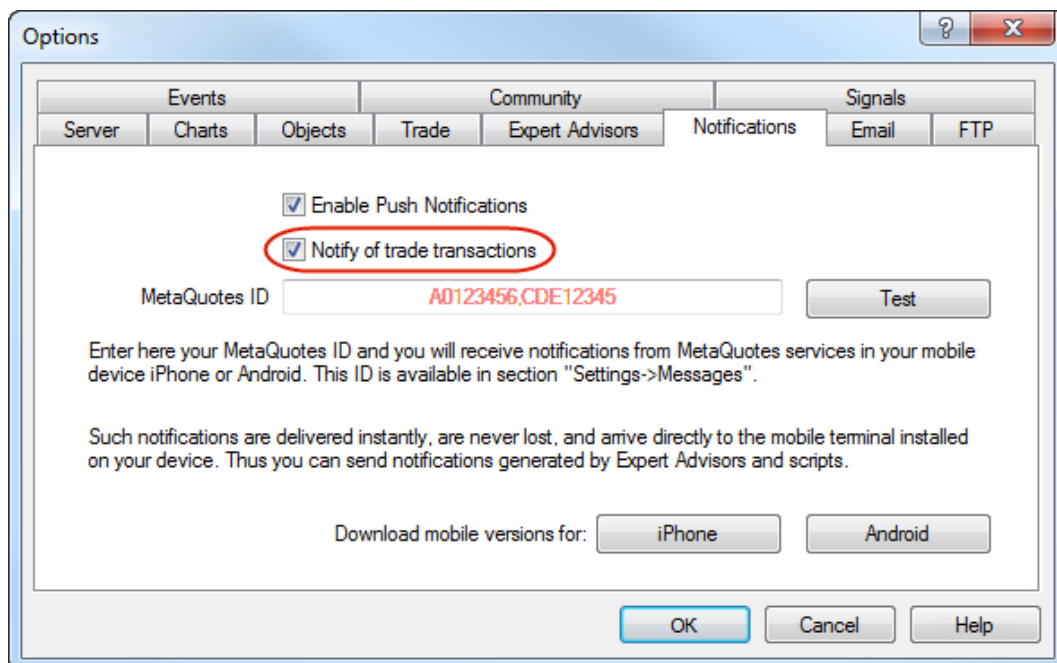 Options
Events Community Signals
Server Charts Objects Trade Expert Advisors Notifications Email FTP
Enable Push Notifications
Notify of trade transactions
MetaQuotes ID A0123456,CDE12345 Test
Enter here your MetaQuotes ID and you will receive notifications from MetaQuotes services in your mobile
device iPhone or Android. This ID is available in section "Settings->Messages".
Such notifications are delivered instantly, are never lost, and arrive directly to the mobile terminal installed
on your device. Thus you can send notifications generated by Expert Advisors and scripts.
Download mobile versions for: iPhone Android
OK Cancel Help